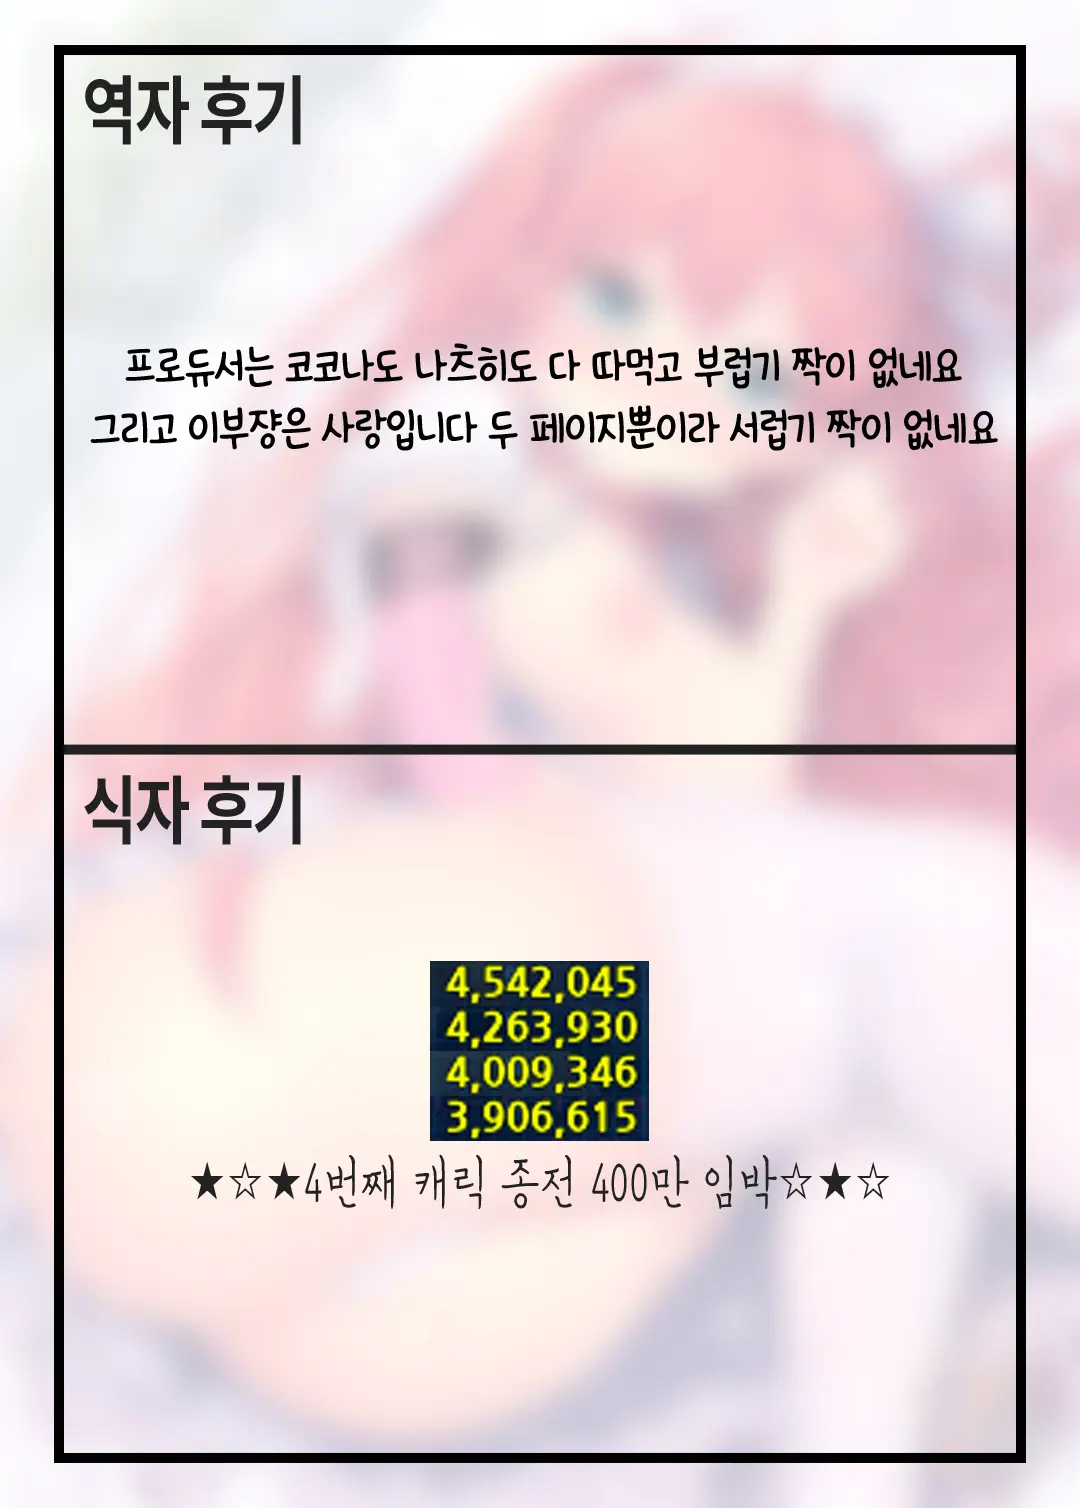 역자 후기
프로듀서는 코코나도 나츠히도 다 따먹고 부럽기 짝이 없네요
그리고 이부쟝은 사랑입니다 두 페이지뿐이라 서럽기 짝이 없네요
식자 후기
4,542,045
4,263,930
4,009,346
3,906,615
★☆★4번째 캐릭 종전 400만 임박☆★☆